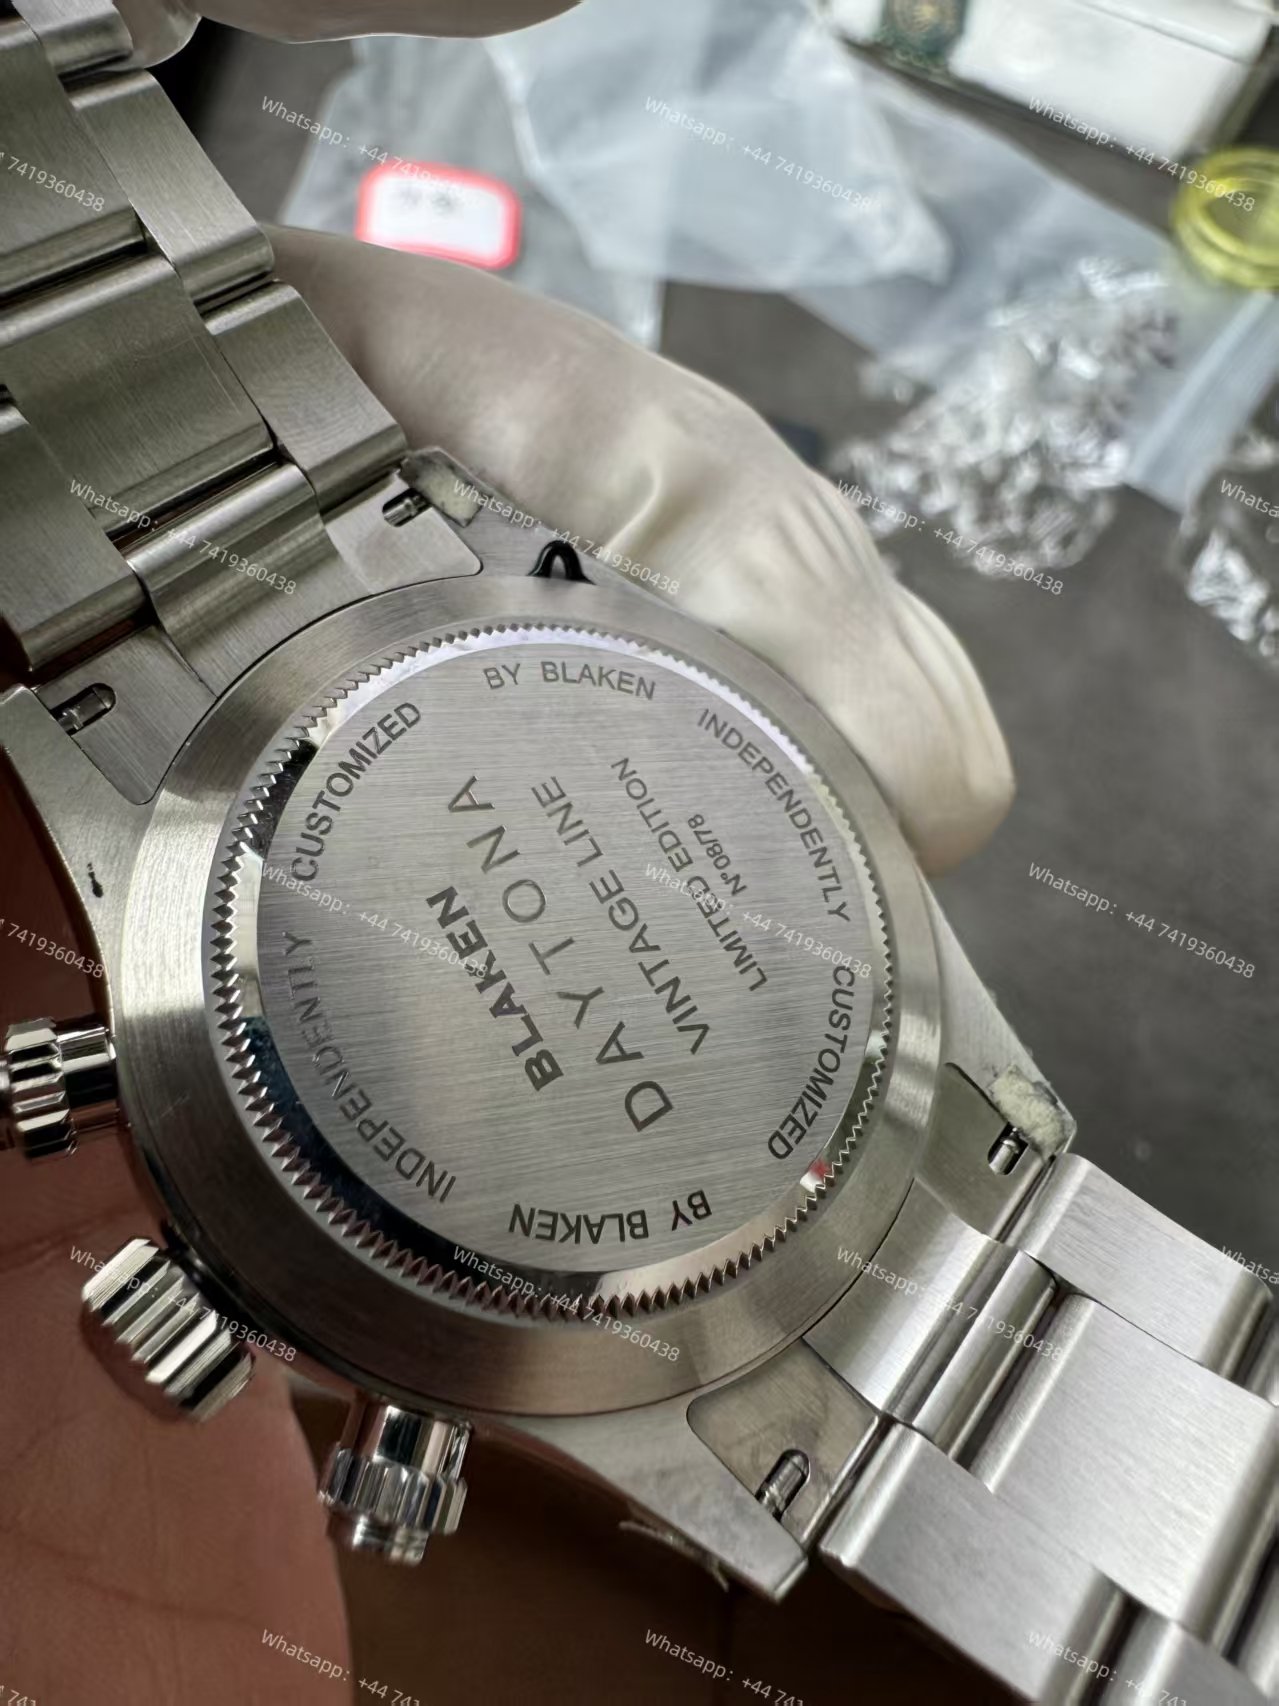 BY BLAKEN
INDEPENDENTLY
CUSTOMIZED
BY BLAKEN
INDEPENDENTLY
CUSTOMIZED
BLAKEN
DAYTONA
VINTAGE LINE
LIMITED EDITION
N°08/78
Whatsapp: +44 7419360438